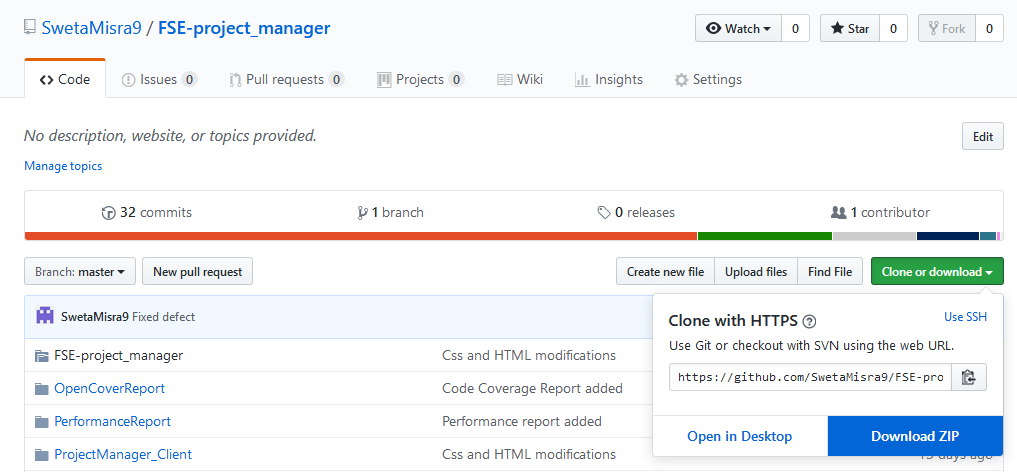 SwetaMisra9 / FSE-project_manager
Watch 0 Star 0 Fork 0
Code Issues 0 Pull requests 0 Projects 0 Wiki Insights Settings
No description, website, or topics provided.
Edit
Manage topics
32 commits 1 branch 0 releases 1 contributor
Branch: master New pull request Create new file Upload files Find File Clone or download
SwetaMisra9 Fixed defect
Clone with HTTPS ? Use SSH
Use Git or checkout with SVN using the web URL.
https://github.com/SwetaMisra9/FSE-pro
Open in Desktop Download ZIP
FSE-project_manager Css and HTML modifications
OpenCoverReport Code Coverage Report added
PerformanceReport Performance report added
ProjectManager_Client Css and HTML modifications days ago